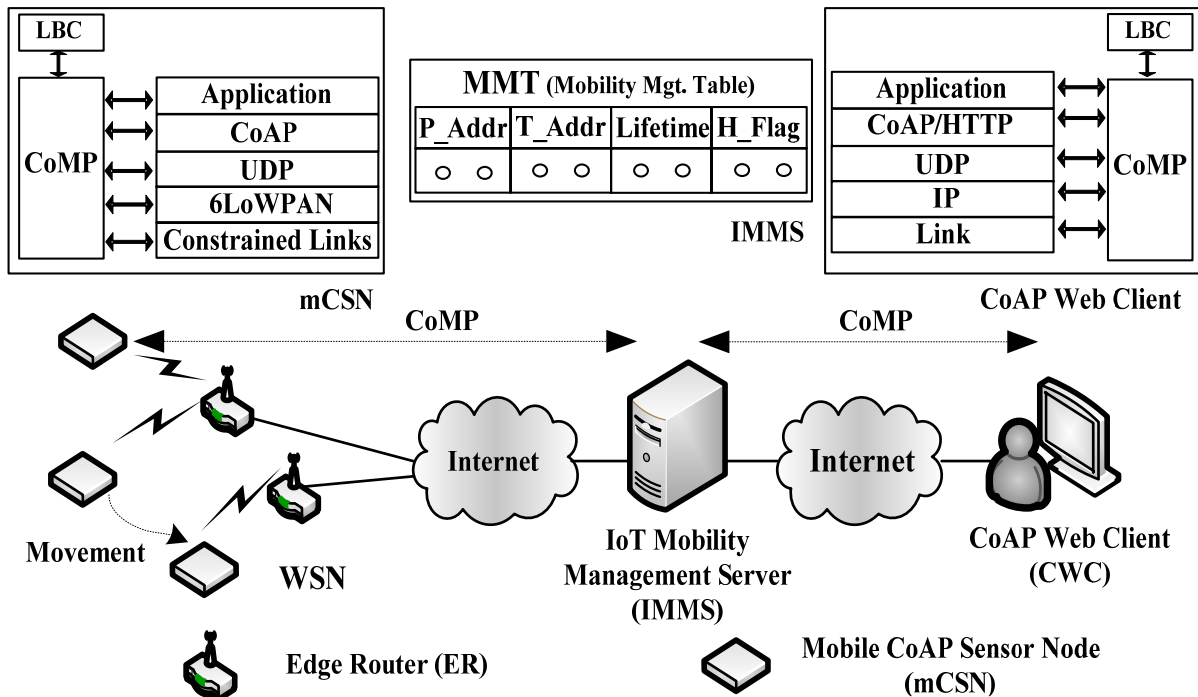 LBC
CoMP
Application
CoAP
UDP
6LoWPAN
Constrained Links
mCSN
MMT (Mobility Mgt. Table)
P_Addr T_Addr Lifetime H_Flag
IMMS
LBC
Application
CoAP/HTTP
UDP
IP
Link
CoMP
CoAP Web Client
CoMP
CoMP
Internet
Internet
Movement
WSN
IoT Mobility
Management Server
(IMMS)
CoAP Web Client
(CWC)
Edge Router (ER)
Mobile CoAP Sensor Node
(mCSN)